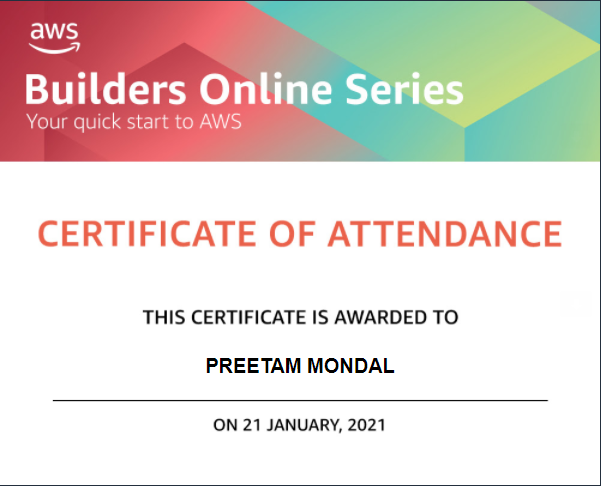 aws
Builders Online Series
Your quick start to AWS
CERTIFICATE OF ATTENDANCE
THIS CERTIFICATE IS AWARDED TO
PREETAM MONDAL
ON 21 JANUARY, 2021